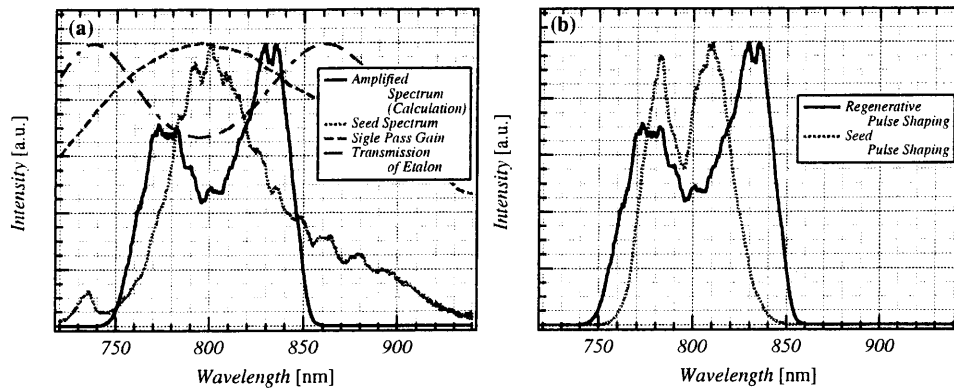 (a)
Intensity [a.u.]
Amplified
Spectrum
(Calculation)
Seed Spectrum
Sigle Pass Gain
Transmission
of Etalon
750 800 850 900
Wavelength [nm]
(b)
Intensity [a.u.]
Regenerative
Pulse Shaping
Seed
Pulse Shaping
750 800 850 900
Wavelength [nm]